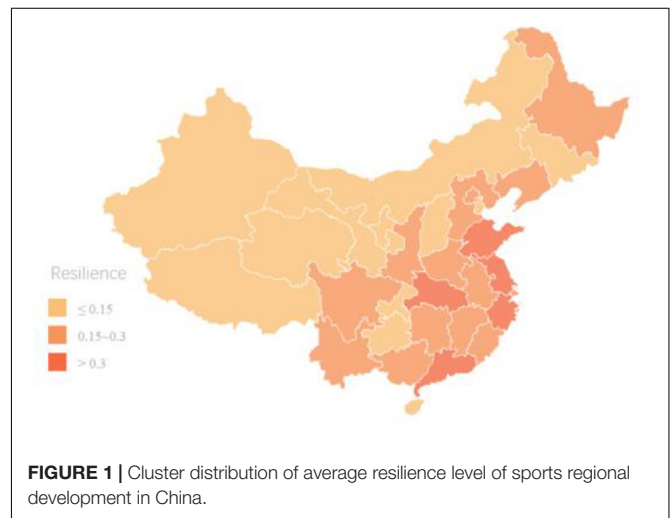 Resilience
≤ 0.15
0.15–0.3
> 0.3
FIGURE 1 | Cluster distribution of average resilience level of sports regional
development in China.